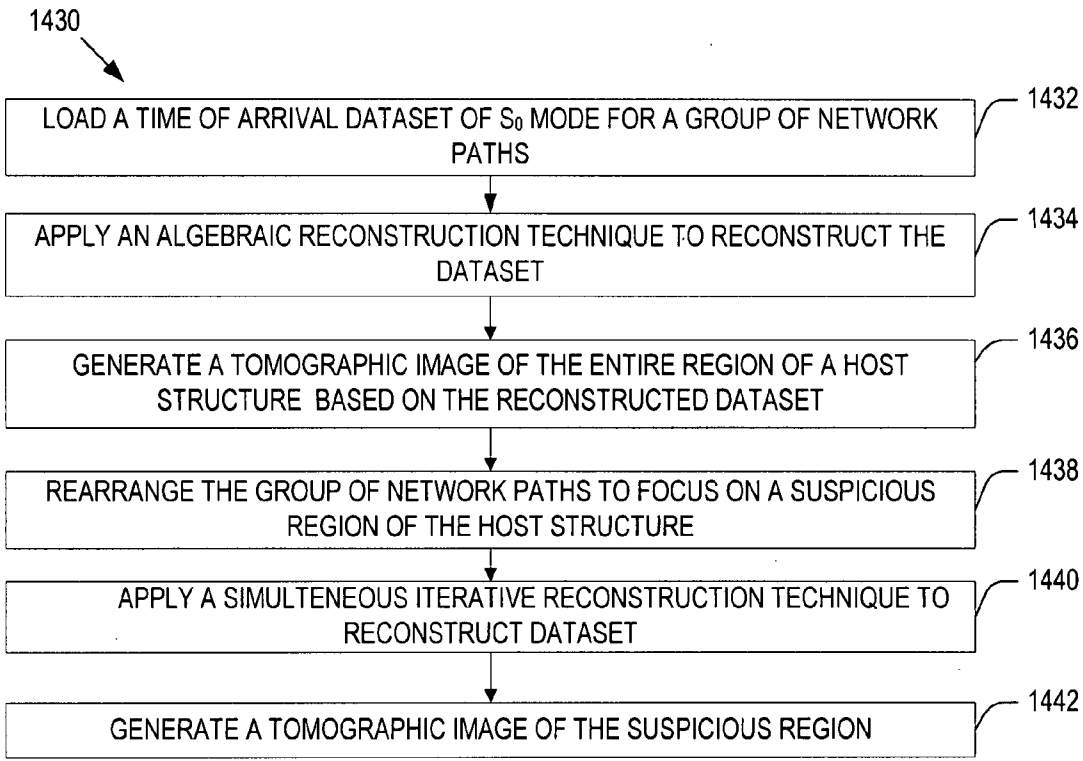 1430
LOAD A TIME OF ARRIVAL DATASET OF S₀ MODE FOR A GROUP OF NETWORK
PATHS
1432
APPLY AN ALGEBRAIC RECONSTRUCTION TECHNIQUE TO RECONSTRUCT THE
DATASET
1434
GENERATE A TOMOGRAPHIC IMAGE OF THE ENTIRE REGION OF A HOST
STRUCTURE BASED ON THE RECONSTRUCTED DATASET
1436
REARRANGE THE GROUP OF NETWORK PATHS TO FOCUS ON A SUSPICIOUS
REGION OF THE HOST STRUCTURE
1438
APPLY A SIMULTENEOUS ITERATIVE RECONSTRUCTION TECHNIQUE TO
RECONSTRUCT DATASET
1440
GENERATE A TOMOGRAPHIC IMAGE OF THE SUSPICIOUS REGION
1442